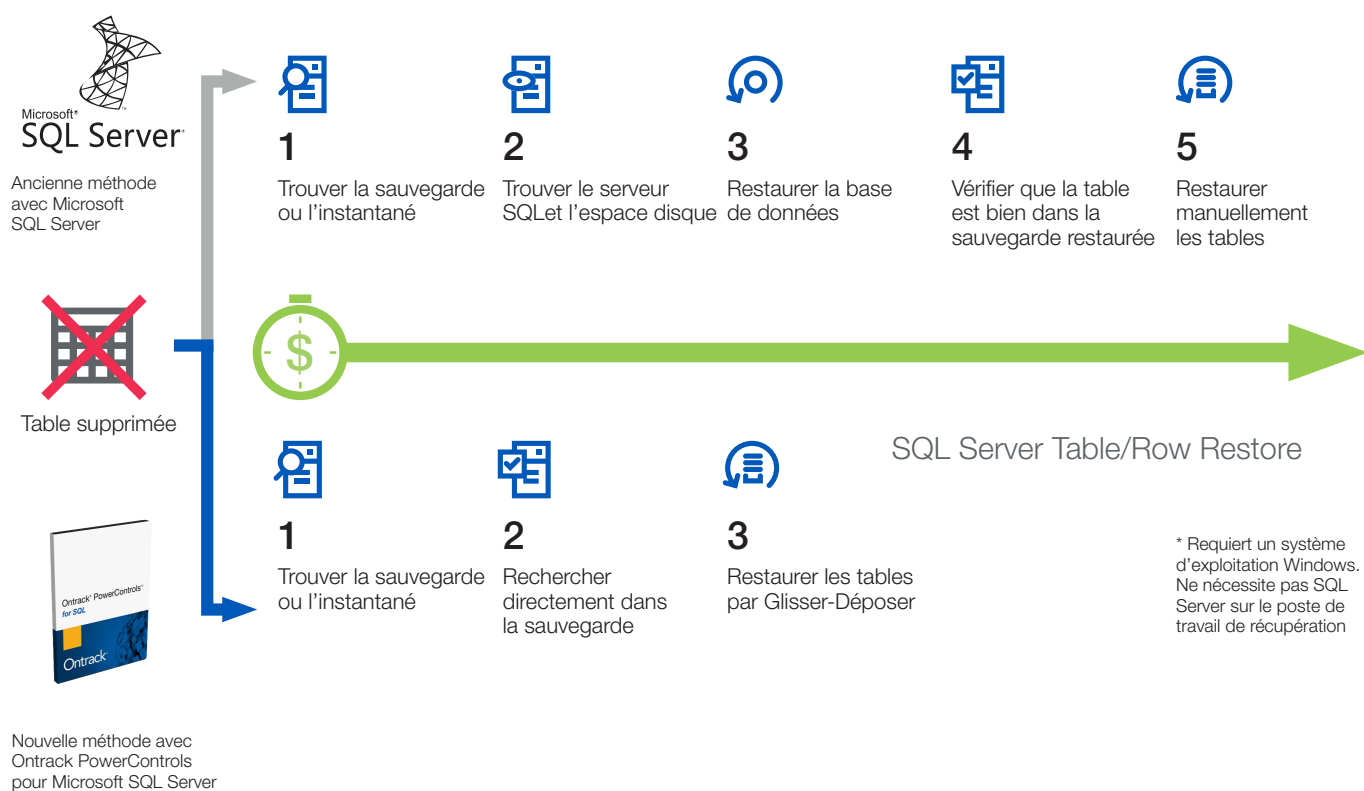 Microsoft®
SQL Server®
Ancienne méthode
avec Microsoft
SQL Server
1
Trouver la sauvegarde
ou l’instantané
2
Trouver le serveur
SQLet l’espace disque
3
Restaurer la base
de données
4
Vérifier que la table
est bien dans la
sauvegarde restaurée
5
Restaurer
manuellement
les tables
Table supprimée
$
SQL Server Table/Row Restore
1
Trouver la sauvegarde
ou l’instantané
2
Rechercher
directement dans
la sauvegarde
3
Restaurer les tables
par Glisser-Déposer
* Requiert un système
d’exploitation Windows.
Ne nécessite pas SQL
Server sur le poste de
travail de récupération
Ontrack® PowerControls™
for SQL
Ontrack
Nouvelle méthode avec
Ontrack PowerControls
pour Microsoft SQL Server